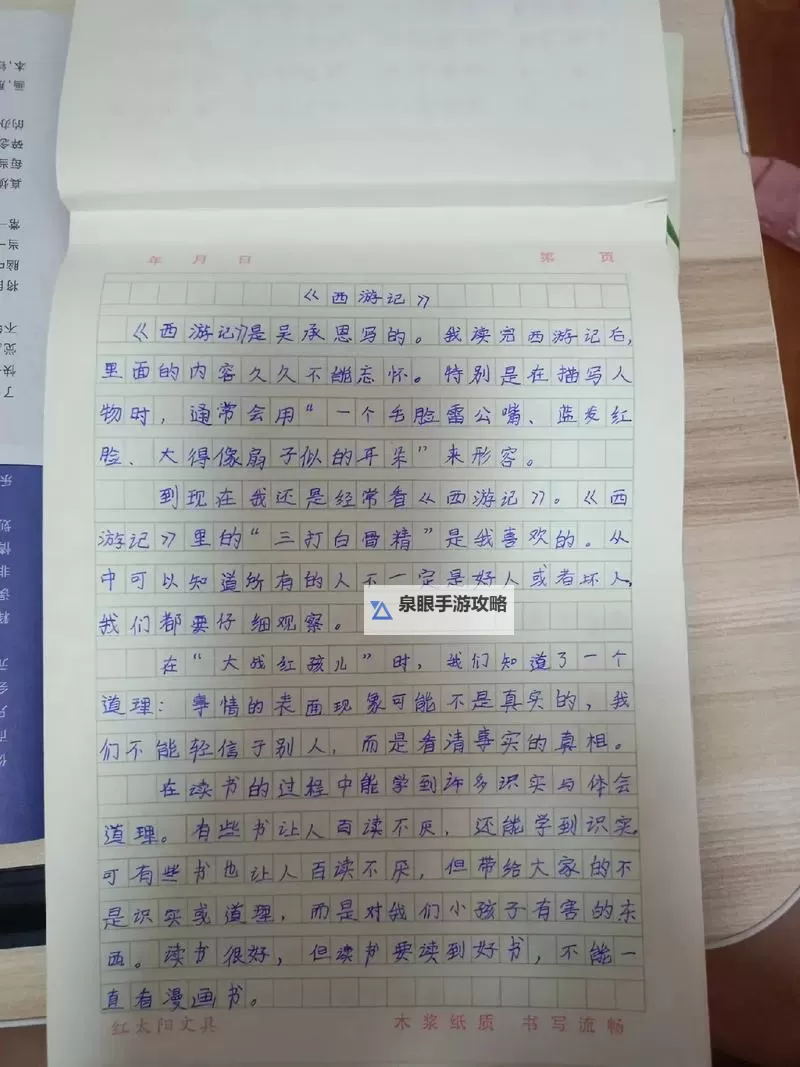 年 月 日
第 页
《西游记》
《西游记》是吴承恩写的。我读完西游记后,
里面的内容久久不能忘怀。特别是在描写人
物时，通常会用“一个毛脸雷公嘴、蓝发红
脸、大得像扇子似的耳朵”来形容。
到现在我还是经常看《西游记》。《西
游记》里的“三打白骨精”是我喜欢的。从
中可以知道所有的人不一定是好人或者坏人,
我们都要仔细观察。
泉眼手游攻略
在“大战红孩儿”时，我们知道了一个
道理：事情的表面现象可能不是真实的，我
们不能轻信于别人，而是看清事实的真相。
在读书的过程中能学到许多识实与体会
道理。有些书让人百读不厌，还能学到识实,
可有些书也让人百读不厌，但带给大家的不
是识实或道理，而是对我们小孩子有害的东
西。读书很好，但读书要读到好书，不能一
直看漫画书。
红太阳文具
木浆纸质 书写流畅